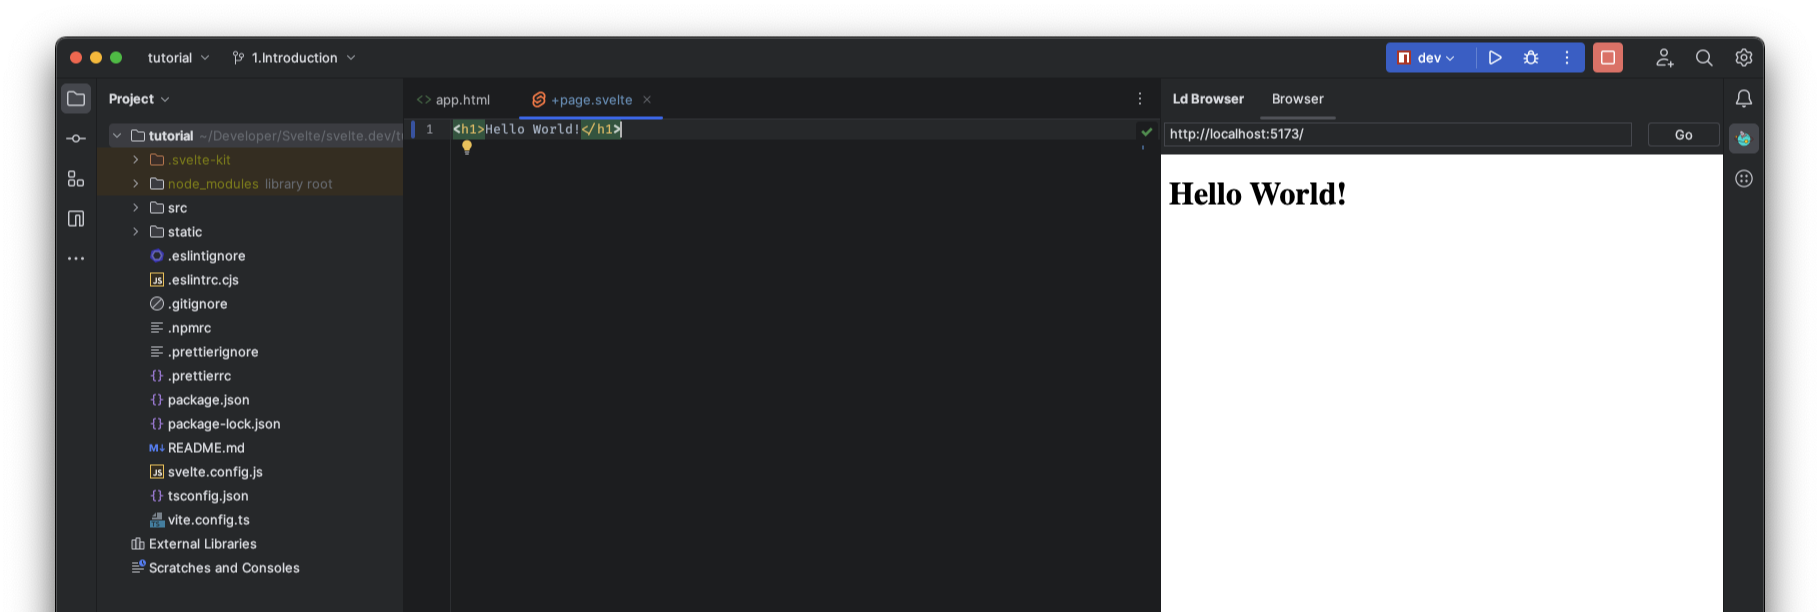 tutorial
1.Introduction
dev
Project
tutorial ~/Developer/Svelte/svelte.dev/t
.svelte-kit
node_modules library root
src
static
.eslintignore
JS .eslintrc.cjs
.gitignore
.npmrc
.prettierignore
{} .prettierrc
{} package.json
{} package-lock.json
M↓ README.md
JS svelte.config.js
{} tsconfig.json
TS vite.config.ts
External Libraries
Scratches and Consoles
<> app.html
+page.svelte
1 <h1>Hello World!</h1>
Ld Browser
Browser
http://localhost:5173/
Go
Hello World!